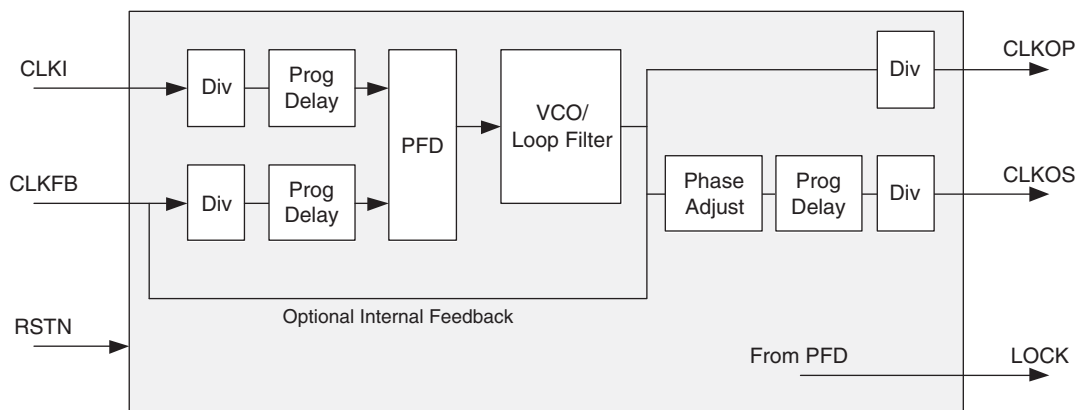 CLKI
Div
Prog
Delay
PFD
VCO/
Loop Filter
Div
CLKOP
CLKFB
Div
Prog
Delay
Phase
Adjust
Prog
Delay
Div
CLKOS
Optional Internal Feedback
RSTN
From PFD
LOCK